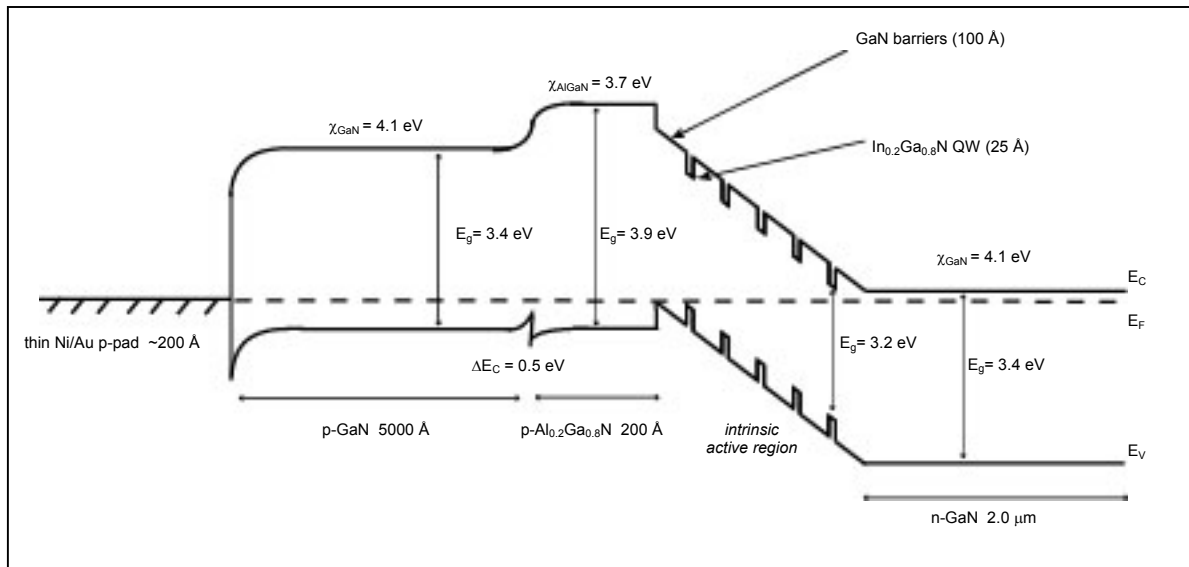 GaN barriers (100 Å)
χAlGaN = 3.7 eV
χGaN = 4.1 eV
In0.2Ga0.8N QW (25 Å)
Eg= 3.4 eV
Eg= 3.9 eV
χGaN = 4.1 eV
EC
EF
thin Ni/Au p-pad ~200 Å
Eg= 3.2 eV
Eg= 3.4 eV
ΔEC = 0.5 eV
p-GaN 5000 Å
p-Al0.2Ga0.8N 200 Å
intrinsic
active region
EV
n-GaN 2.0 μm